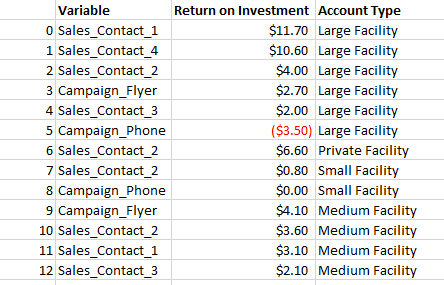 Variable Return on Investment Account Type
0 Sales_Contact_1 $11.70 Large Facility
1 Sales_Contact_4 $10.60 Large Facility
2 Sales_Contact_2 $4.00 Large Facility
3 Campaign_Flyer $2.70 Large Facility
4 Sales_Contact_3 $2.00 Large Facility
5 Campaign_Phone ($3.50) Large Facility
6 Sales_Contact_2 $6.60 Private Facility
7 Sales_Contact_2 $0.80 Small Facility
8 Campaign_Phone $0.00 Small Facility
9 Campaign_Flyer $4.10 Medium Facility
10 Sales_Contact_2 $3.60 Medium Facility
11 Sales_Contact_1 $3.10 Medium Facility
12 Sales_Contact_3 $2.10 Medium Facility